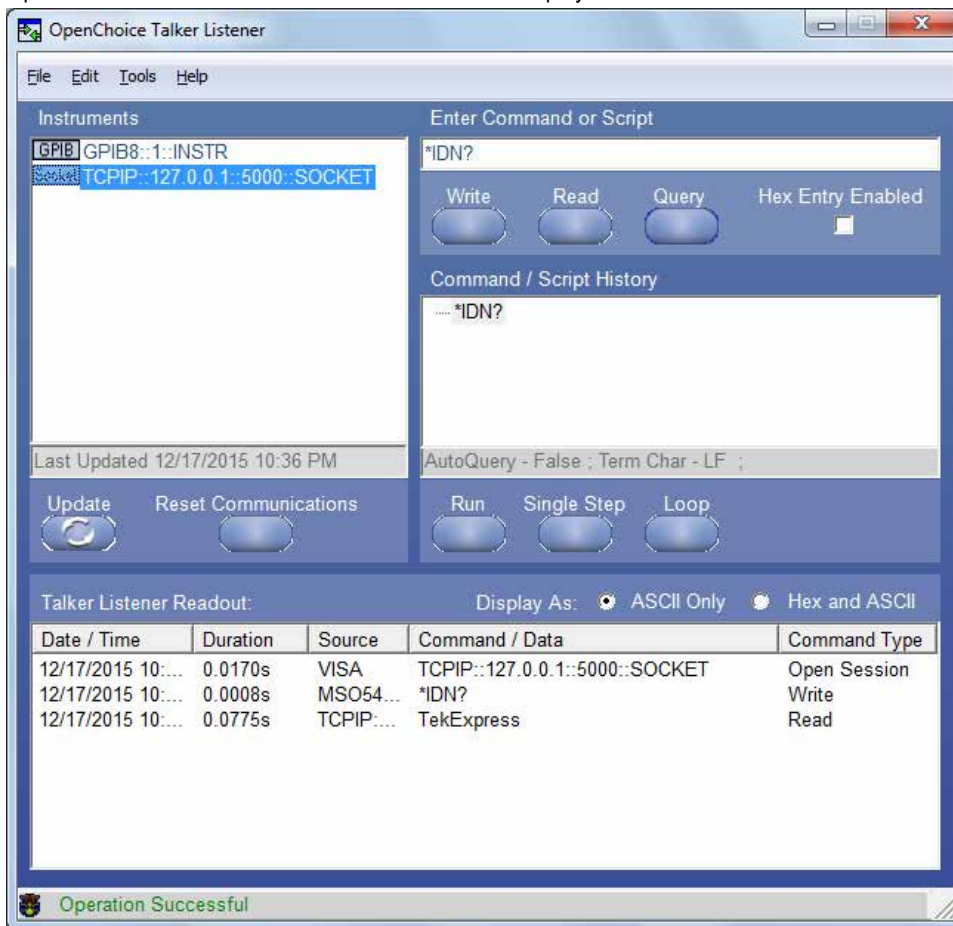 OpenChoice Talker Listener
File Edit Tools Help
Instruments
GPIB GPIB8::1::INSTR
Socket TCPIP::127.0.0.1::5000::SOCKET
Last Updated 12/17/2015 10:36 PM
Update Reset Communications
Enter Command or Script
*IDN?
Write Read Query Hex Entry Enabled
Command / Script History
*IDN?
AutoQuery - False ; Term Char - LF ;
Run Single Step Loop
Talker Listener Readout: Display As: ASCII Only Hex and ASCII
Date / Time Duration Source Command / Data Command Type
12/17/2015 10:... 0.0170s VISA TCPIP::127.0.0.1::5000::SOCKET Open Session
12/17/2015 10:... 0.0008s MSO54... *IDN? Write
12/17/2015 10:... 0.0775s TCPIP:... TekExpress Read
Operation Successful